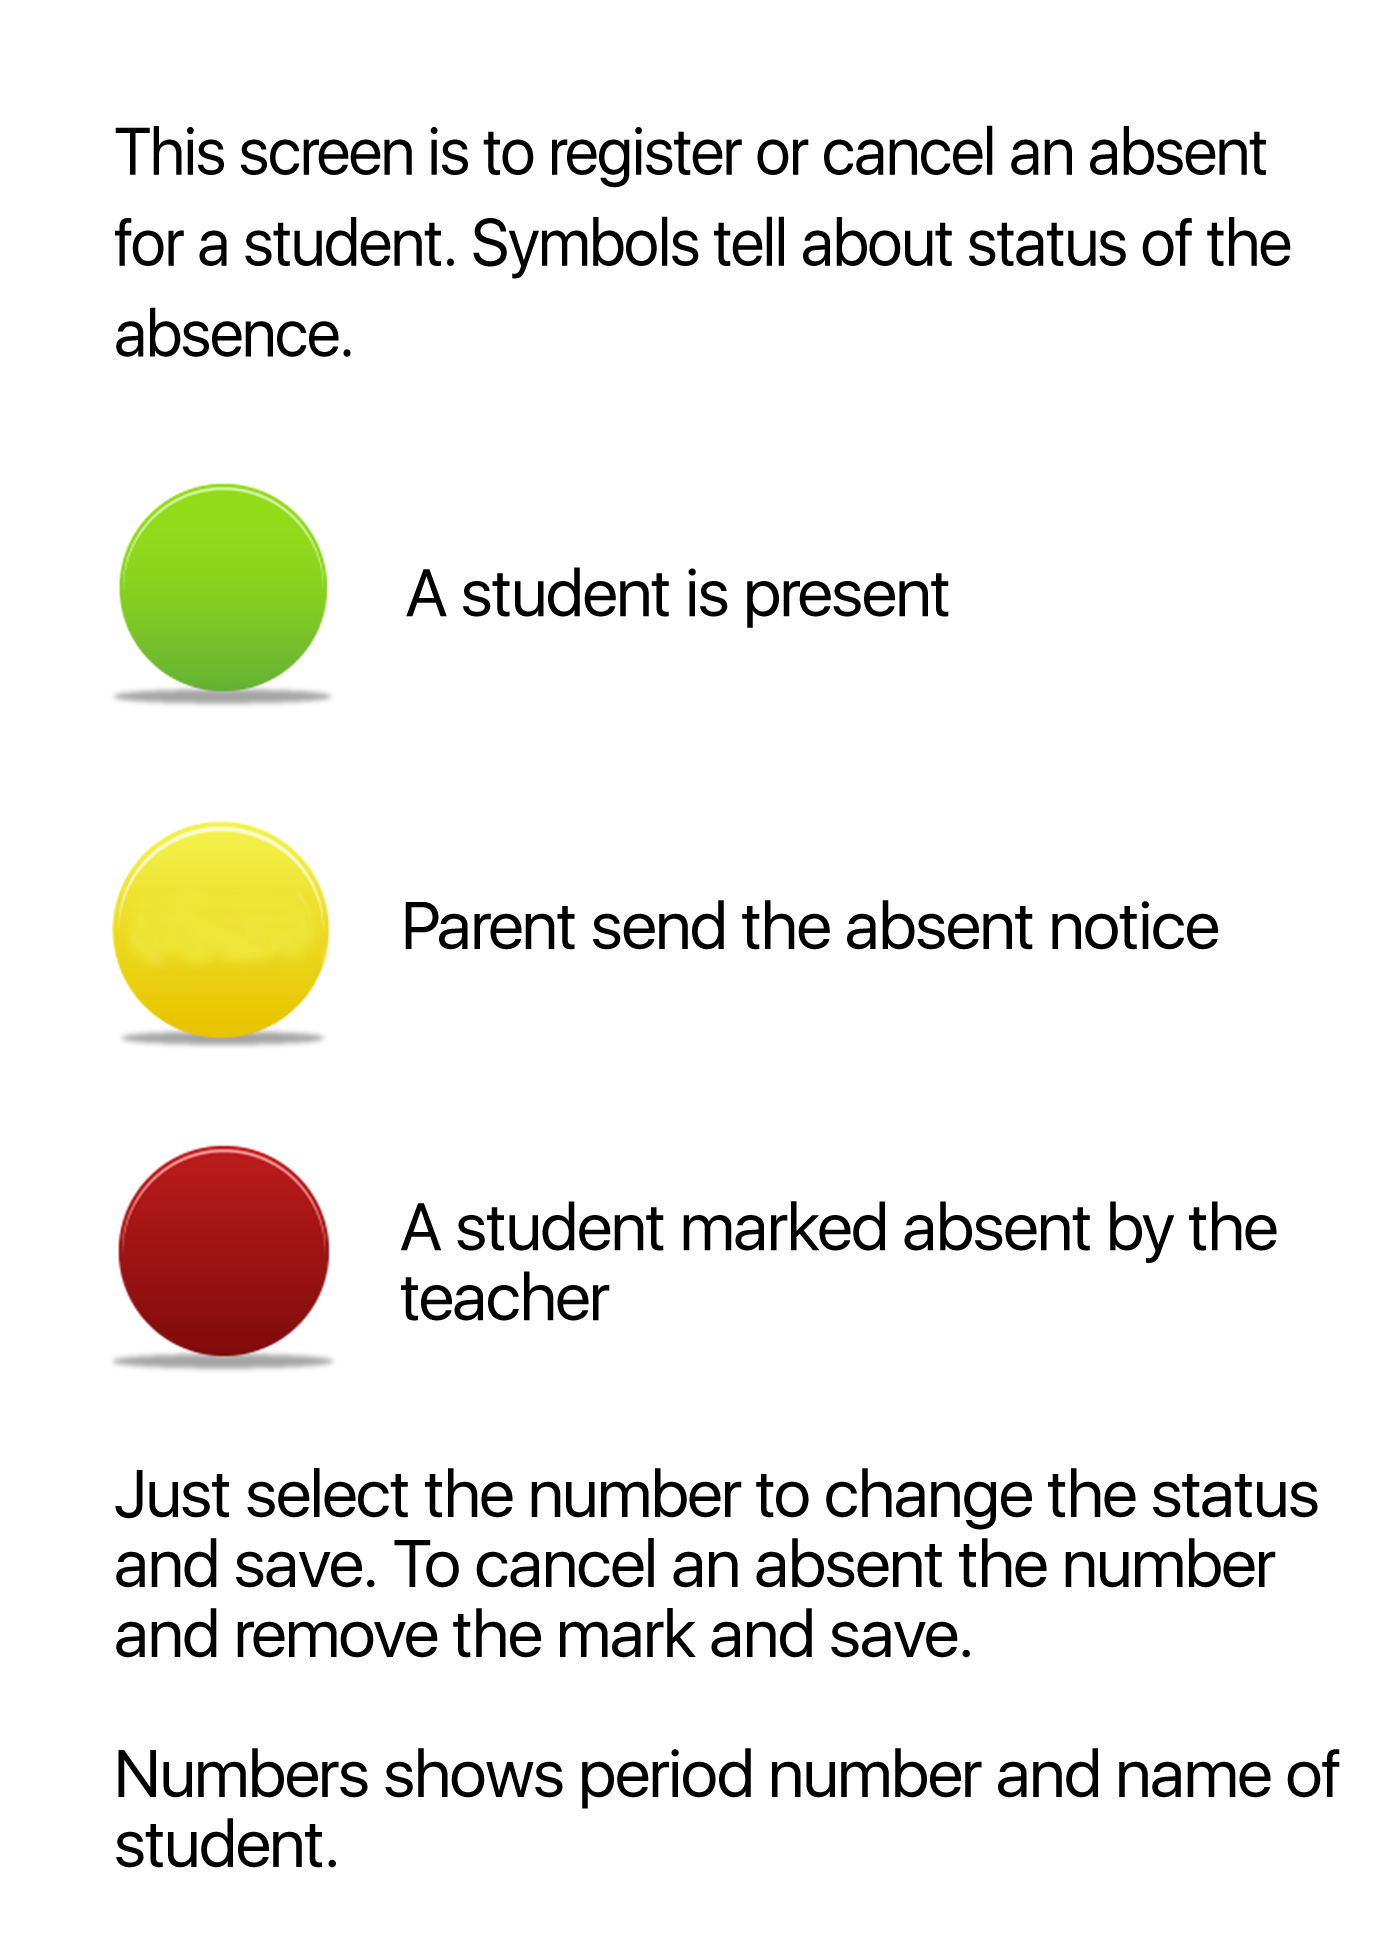 This screen is to register or cancel an absent
for a student. Symbols tell about status of the
absence.
A student is present
Parent send the absent notice
A student marked absent by the
teacher
Just select the number to change the status
and save. To cancel an absent the number
and remove the mark and save.
Numbers shows period number and name of
student.